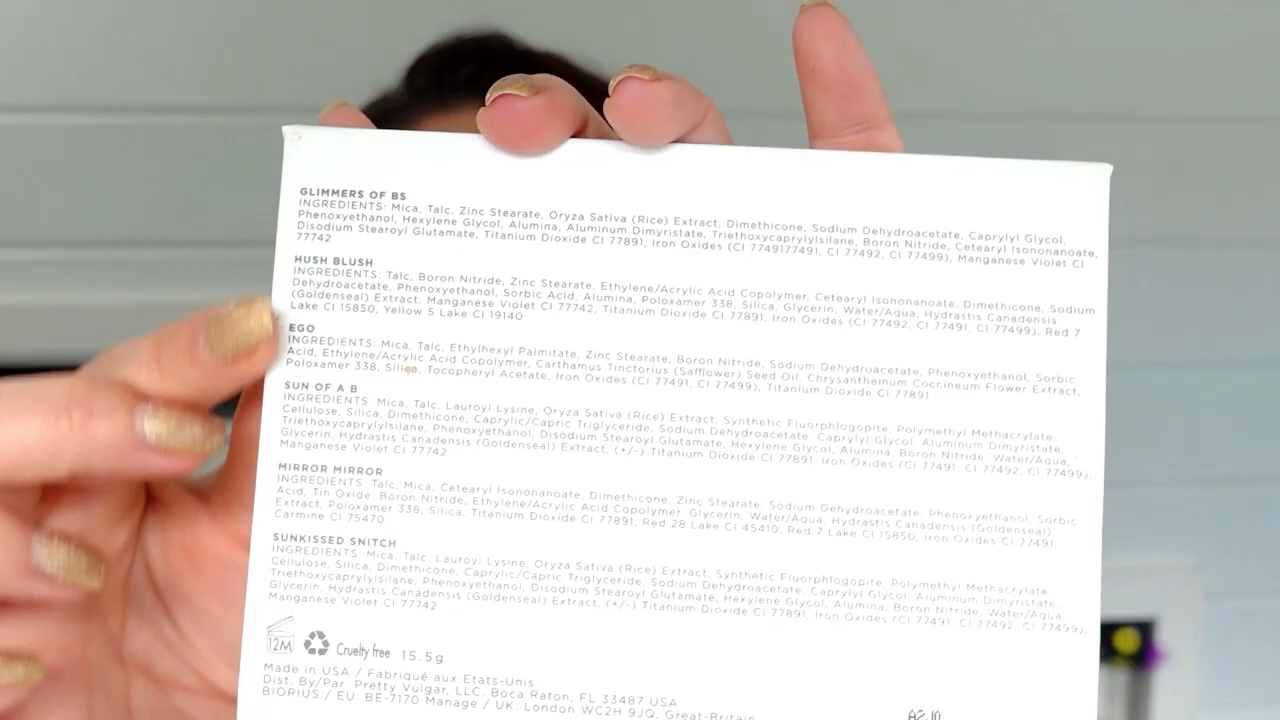 GLIMMERS OF BS
INGREDIENTS: Mica, Talc, Zinc Stearate, Oryza Sativa (Rice) Extract, Dimethicone, Sodium Dehydroacetate, Caprylyl Glycol,
Phenoxyethanol, Hexylene Glycol, Alumina, Aluminum Dimyristate, Triethoxycaprylylsilane, Boron Nitride, Cetearyl Isononanoate,
Disodium Stearoyl Glutamate, Titanium Dioxide CI 77891, Iron Oxides (CI 7749177491, CI 77492, CI 77499), Manganese Violet CI
77742
HUSH BLUSH
INGREDIENTS: Talc, Boron Nitride, Zinc Stearate, Ethylene/Acrylic Acid Copolymer, Cetearyl Isononanoate, Dimethicone, Sodium
Dehydroacetate, Phenoxyethanol, Sorbic Acid, Alumina, Poloxamer 338, Silica, Glycerin, Water/Aqua, Hydrastis Canadensis
(Goldenseal) Extract, Manganese Violet CI 77742, Titanium Dioxide CI 77891, Iron Oxides (CI 77492, CI 77491, CI 77499), Red 7
Lake CI 15850, Yellow 5 Lake CI 19140
EGO
INGREDIENTS: Mica, Talc, Ethylhexyl Palmitate, Zinc Stearate, Boron Nitride, Sodium Dehydroacetate, Phenoxyethanol, Sorbic
Acid, Ethylene/Acrylic Acid Copolymer, Carthamus Tinctorius (Safflower) Seed Oil, Chrysanthemum Coccineum Flower Extract,
Poloxamer 338, Silica, Tocopheryl Acetate, Iron Oxides (CI 77491, CI 77499), Titanium Dioxide CI 77891
SUN OF A B
INGREDIENTS: Mica, Talc, Lauroyl Lysine, Oryza Sativa (Rice) Extract, Synthetic Fluorphlogopite, Polymethyl Methacrylate,
Cellulose, Silica, Dimethicone, Caprylic/Capric Triglyceride, Sodium Dehydroacetate, Caprylyl Glycol, Aluminum Dimyristate,
Triethoxycaprylylsilane, Phenoxyethanol, Disodium Stearoyl Glutamate, Hexylene Glycol, Alumina, Boron Nitride, Water/Aqua,
Glycerin, Hydrastis Canadensis (Goldenseal) Extract, (+/-) Titanium Dioxide CI 77891, Iron Oxides (CI 77491, CI 77492, CI 77499),
Manganese Violet CI 77742
MIRROR MIRROR
INGREDIENTS: Talc, Mica, Cetearyl Isononanoate, Dimethicone, Zinc Stearate, Sodium Dehydroacetate, Phenoxyethanol, Sorbic
Acid, Tin Oxide, Boron Nitride, Ethylene/Acrylic Acid Copolymer, Glycerin, Water/Aqua, Hydrastis Canadensis (Goldenseal)
Extract, Poloxamer 338, Silica, Titanium Dioxide CI 77891, Red 28 Lake CI 45410, Red 7 Lake CI 15850, Iron Oxides CI 77491,
Carmine CI 75470
SUNKISSED SNITCH
INGREDIENTS: Mica, Talc, Lauroyl Lysine, Oryza Sativa (Rice) Extract, Synthetic Fluorphlogopite, Polymethyl Methacrylate,
Cellulose, Silica, Dimethicone, Caprylic/Capric Triglyceride, Sodium Dehydroacetate, Caprylyl Glycol, Aluminum Dimyristate,
Triethoxycaprylylsilane, Phenoxyethanol, Disodium Stearoyl Glutamate, Hexylene Glycol, Alumina, Boron Nitride, Water/Aqua,
Glycerin, Hydrastis Canadensis (Goldenseal) Extract, (+/-) Titanium Dioxide CI 77891, Iron Oxides (CI 77491, CI 77492, CI 77499),
Manganese Violet CI 77742
12M Cruelty free 15.5g
Made in USA / Fabriqué aux Etats-Unis
Dist. By/Par. Pretty Vulgar, LLC. Boca Raton, FL 33487 USA
BIORIUS / EU: BE-7170 Manage / UK: London WC2H 9JQ, Great-Britain